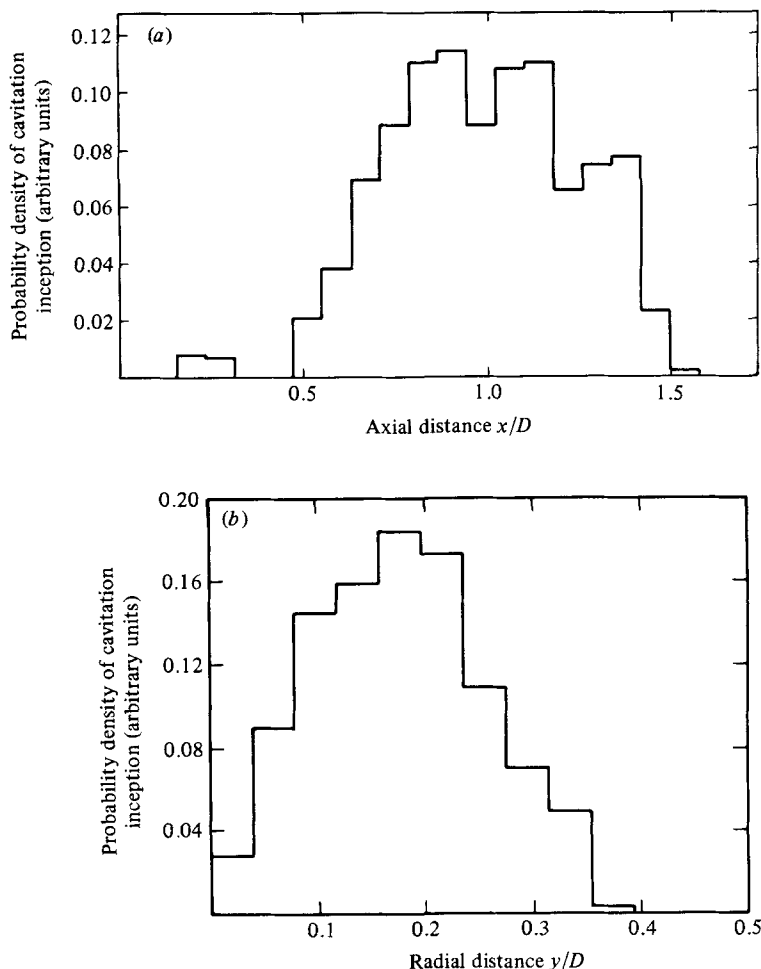 (a)
Probability density of cavitation
inception (arbitrary units)
0.12
0.10
0.08
0.06
0.04
0.02
0.5
1.0
1.5
Axial distance x/D
(b)
Probability density of cavitation
inception (arbitrary units)
0.20
0.16
0.12
0.08
0.04
0.1
0.2
0.3
0.4
0.5
Radial distance y/D